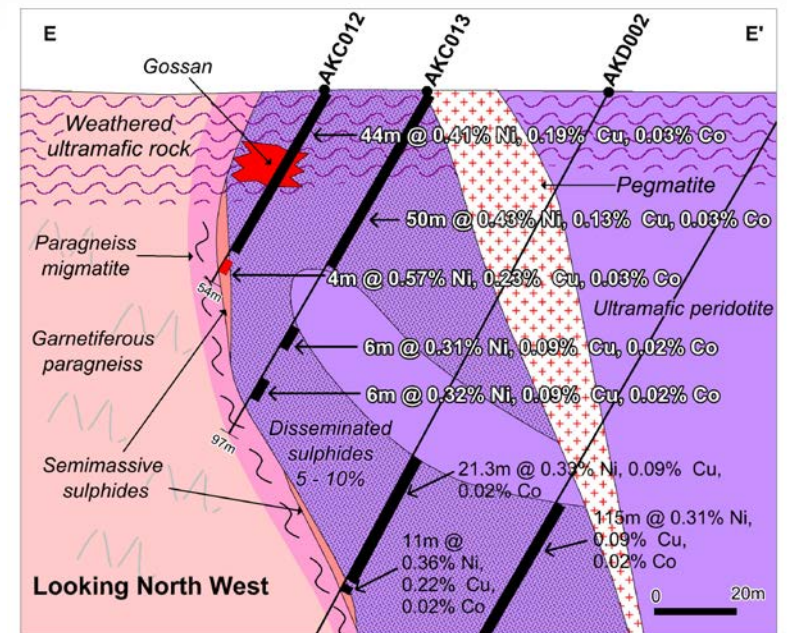 E
AKC012
AKC013
AKD002
E'
Gossan
Weathered
ultramafic rock
44m @ 0.41% Ni, 0.19% Cu, 0.03% Co
Pegmatite
50m @ 0.43% Ni, 0.13% Cu, 0.03% Co
Paragneiss
migmatite
4m @ 0.57% Ni, 0.23% Cu, 0.03% Co
54m
Ultramafic peridotite
Garnetiferous
paragneiss
6m @ 0.31% Ni, 0.09% Cu, 0.02% Co
6m @ 0.32% Ni, 0.09% Cu, 0.02% Co
97m
Disseminated
sulphides
5 - 10%
Semimassive
sulphides
21.3m @ 0.33% Ni, 0.09% Cu,
0.02% Co
115m @ 0.31% Ni,
0.09% Cu,
0.02% Co
11m @
0.36% Ni,
0.22% Cu,
0.02% Co
Looking North West
0 20m